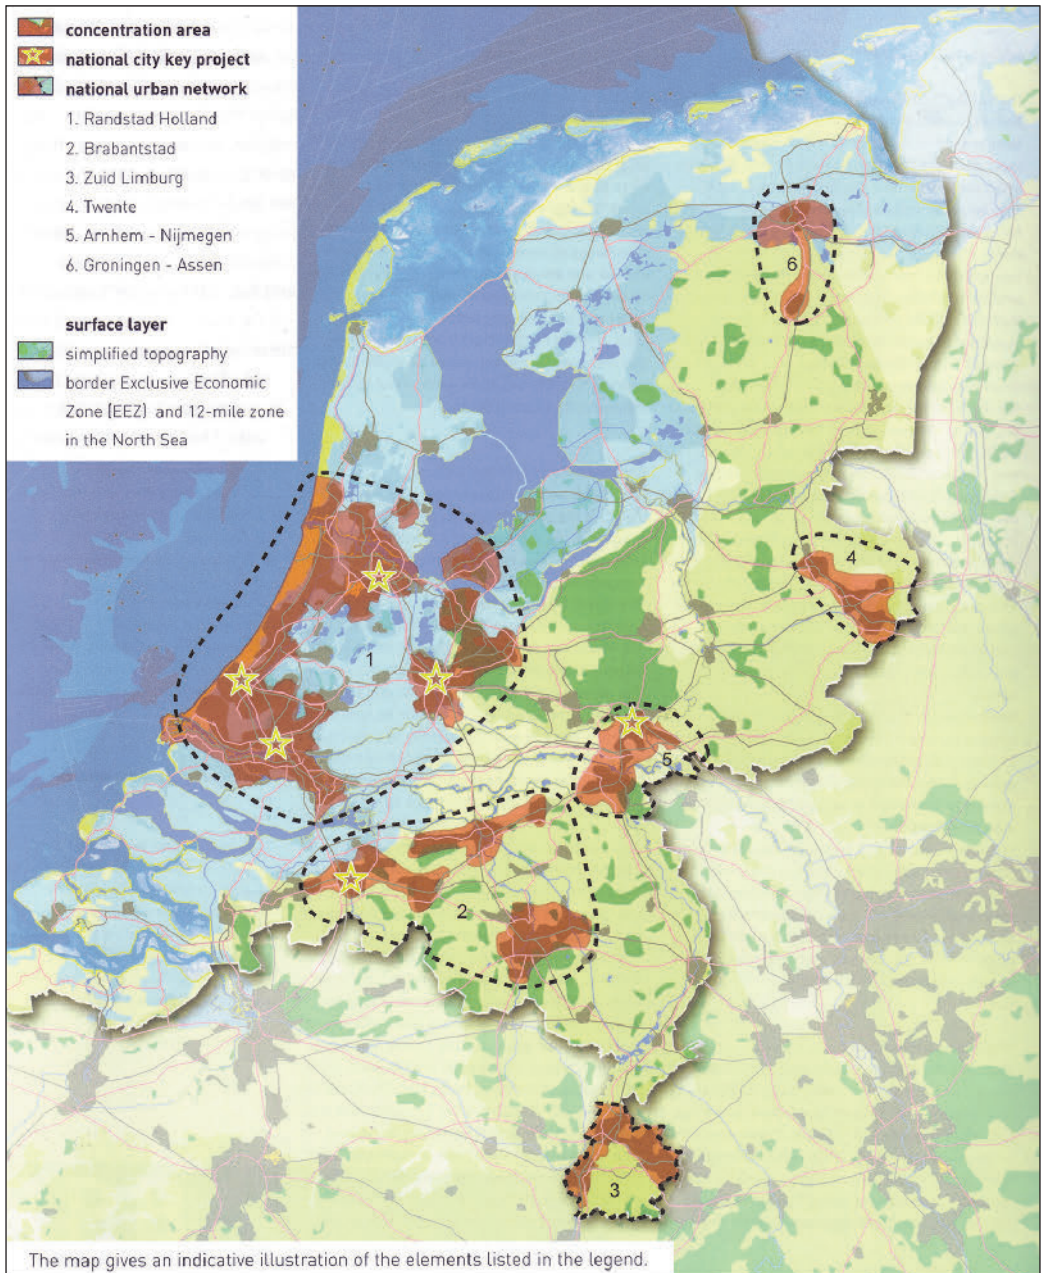 concentration area
national city key project
national urban network
1. Randstad Holland
2. Brabantstad
3. Zuid Limburg
4. Twente
5. Arnhem - Nijmegen
6. Groningen - Assen
surface layer
simplified topography
border Exclusive Economic
Zone (EEZ) and 12-mile zone
in the North Sea
6
4
1
5
2
3
The map gives an indicative illustration of the elements listed in the legend.